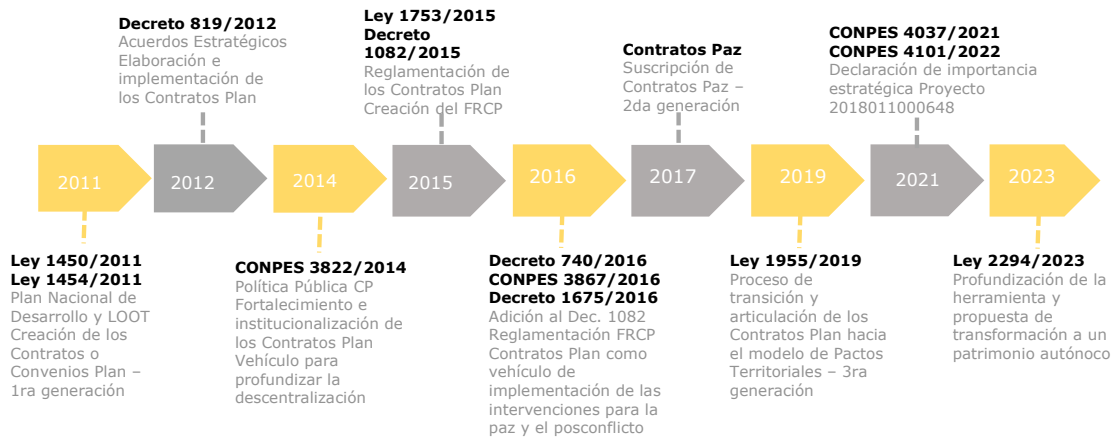 Decreto 819/2012
Acuerdos Estratégicos
Elaboración e
implementación de
los Contratos Plan
Ley 1753/2015
Decreto
1082/2015
Reglamentación de
los Contratos Plan
Creación del FRCP
Contratos Paz
Suscripción de
Contratos Paz –
2da generación
CONPES 4037/2021
CONPES 4101/2022
Declaración de importancia
estratégica Proyecto
2018011000648
2011
2012
2014
2015
2016
2017
2019
2021
2023
Ley 1450/2011
Ley 1454/2011
Plan Nacional de
Desarrollo y LOOT
Creación de los
Contratos o
Convenios Plan –
1ra generación
CONPES 3822/2014
Política Pública CP
Fortalecimiento e
institucionalización de
los Contratos Plan
Vehículo para
profundizar la
descentralización
Decreto 740/2016
CONPES 3867/2016
Decreto 1675/2016
Adición al Dec. 1082
Reglamentación FRCP
Contratos Plan como
vehículo de
implementación de las
intervenciones para la
paz y el posconflicto
Ley 1955/2019
Proceso de
transición y
articulación de los
Contratos Plan hacia
el modelo de Pactos
Territoriales – 3ra
generación
Ley 2294/2023
Profundización de la
herramienta y
propuesta de
transformación a un
patrimonio autónoco